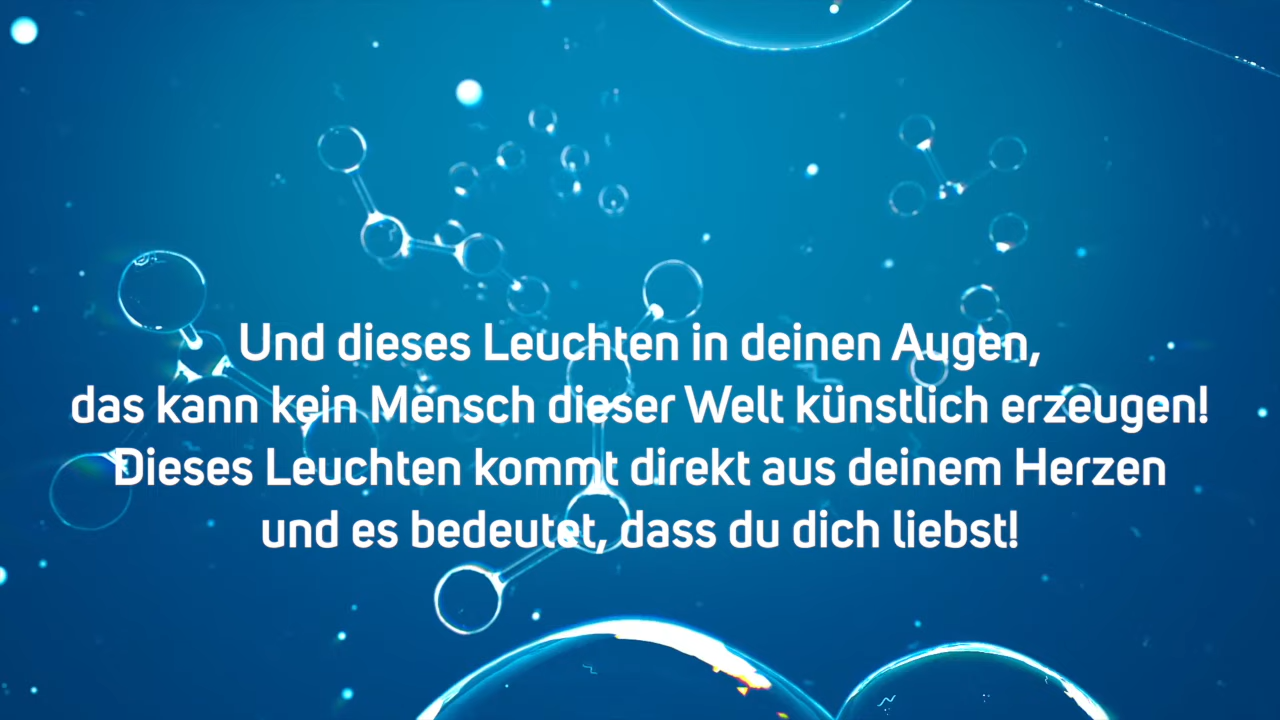 Und dieses Leuchten in deinen Augen,
das kann kein Mensch dieser Welt künstlich erzeugen!
Dieses Leuchten kommt direkt aus deinem Herzen
und es bedeutet, dass du dich liebst!